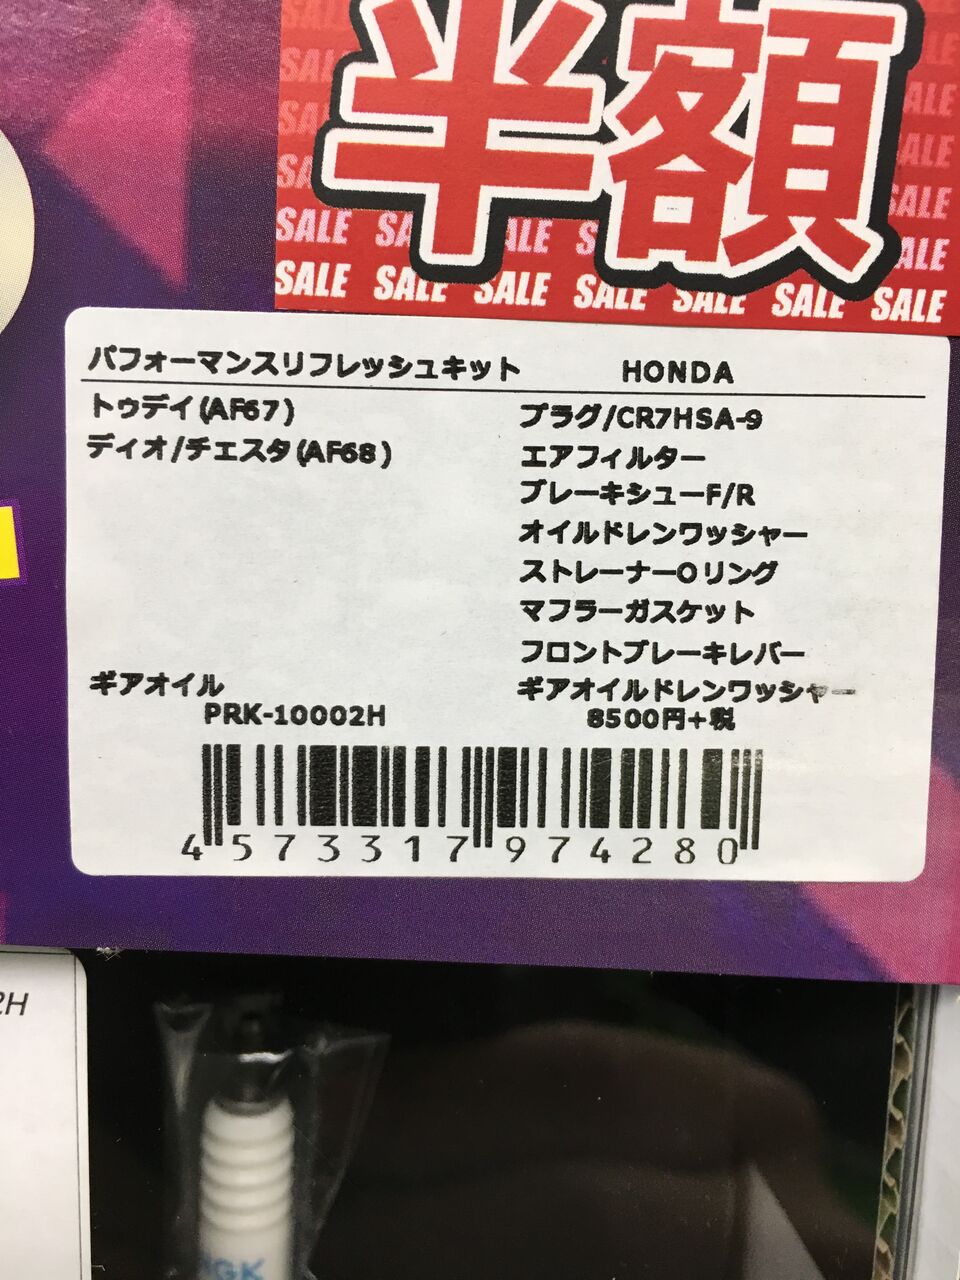 半額
SALE SALE SALE SALE SALE SALE SALE
パフォーマンスリフレッシュキット HONDA
トゥデイ(AF67)
ディオ/チェスタ(AF68)
プラグ/CR7HSA-9
エアフィルター
ブレーキシューF/R
オイルドレンワッシャー
ストレーナーOリング
マフラーガスケット
フロントブレーキレバー
ギアオイル ギアオイルドレンワッシャー
PRK-10002H 8500円+税
4 573317 974280
2H
NGK